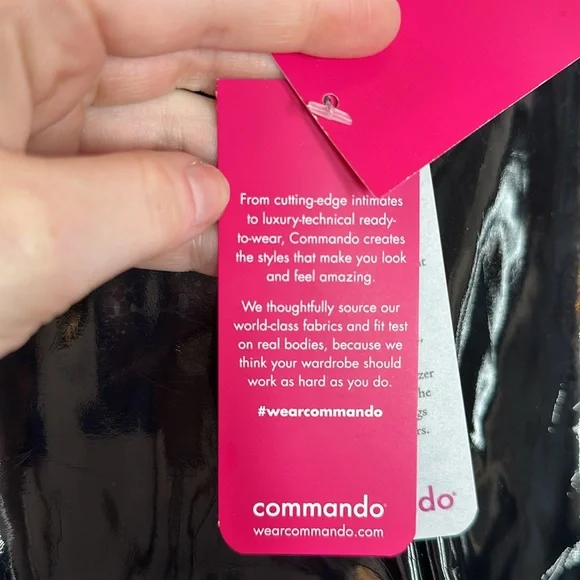 From cutting-edge intimates
to luxury-technical ready-
to-wear, Commando creates
the styles that make you look
and feel amazing.
We thoughtfully source our
world-class fabrics and fit test
on real bodies, because we
think your wardrobe should
work as hard as you do.
#wearcommando
commando®
wearcommando.com
do®